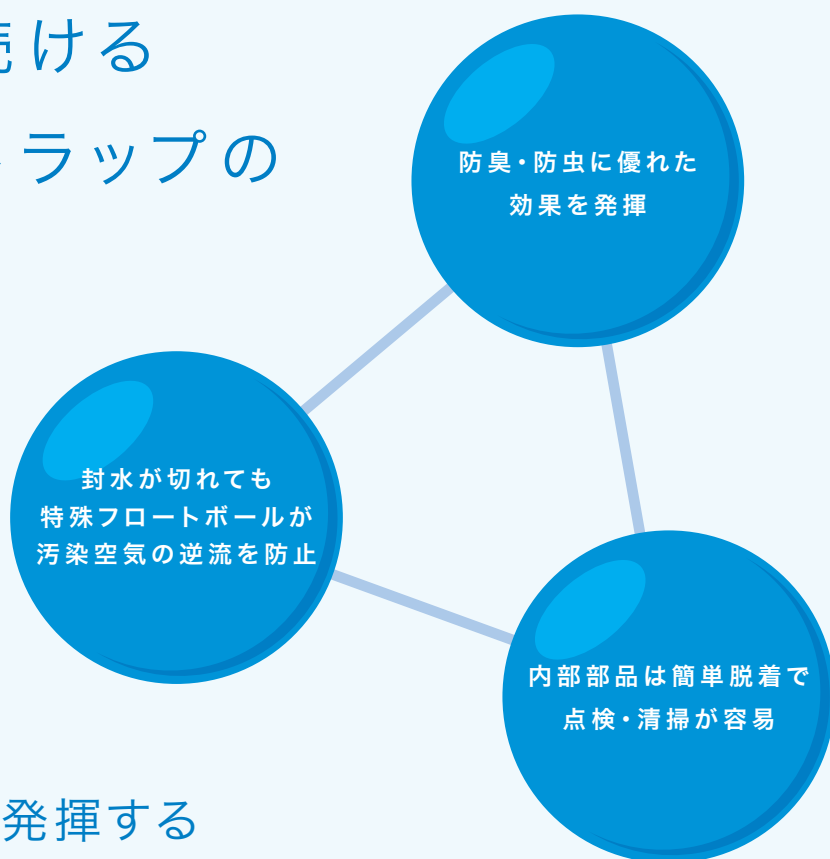 ける
ラップの
防臭・防虫に優れた
効果を発揮
封水が切れても
特殊フロートボールが
汚染空気の逆流を防止
内部部品は簡単脱着で
点検・清掃が容易
発揮する